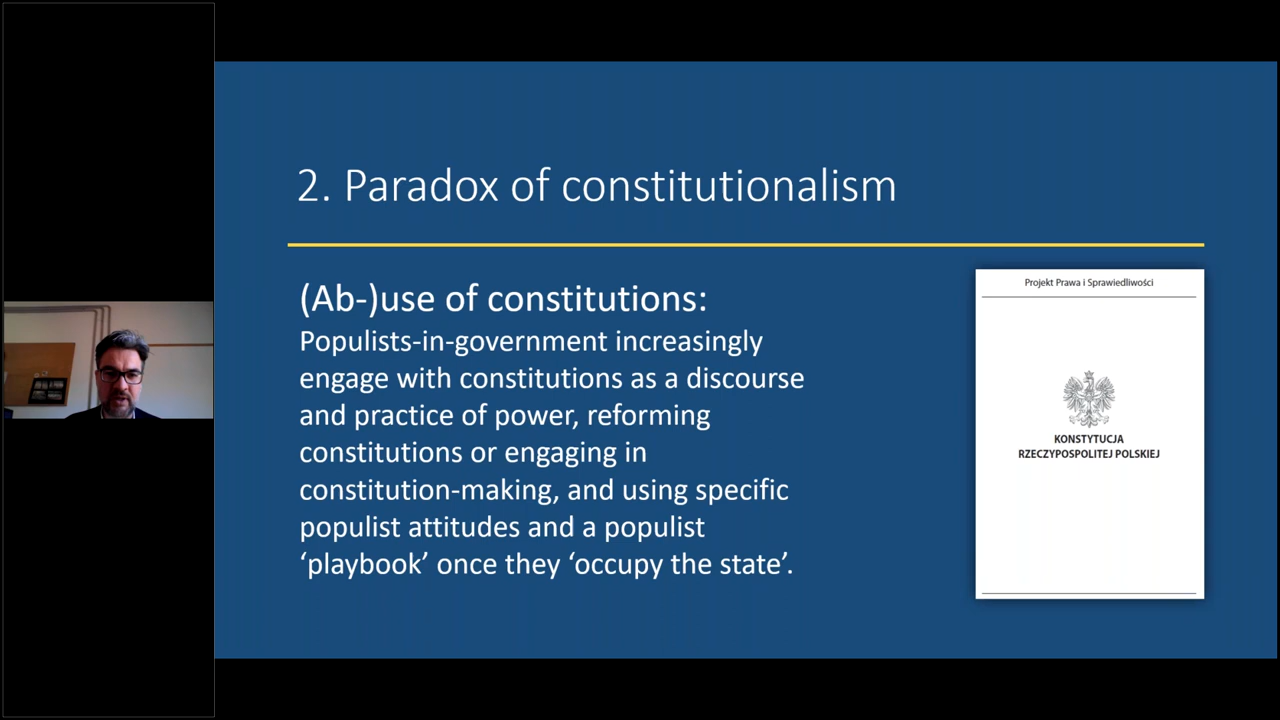 2. Paradox of constitutionalism
(Ab-)use of constitutions:
Populists-in-government increasingly
engage with constitutions as a discourse
and practice of power, reforming
constitutions or engaging in
constitution-making, and using specific
populist attitudes and a populist
‘playbook’ once they ‘occupy the state’.
Projekt Prawa i Sprawiedliwości
KONSTYTUCJA
RZECZYPOSPOLITEJ POLSKIEJ